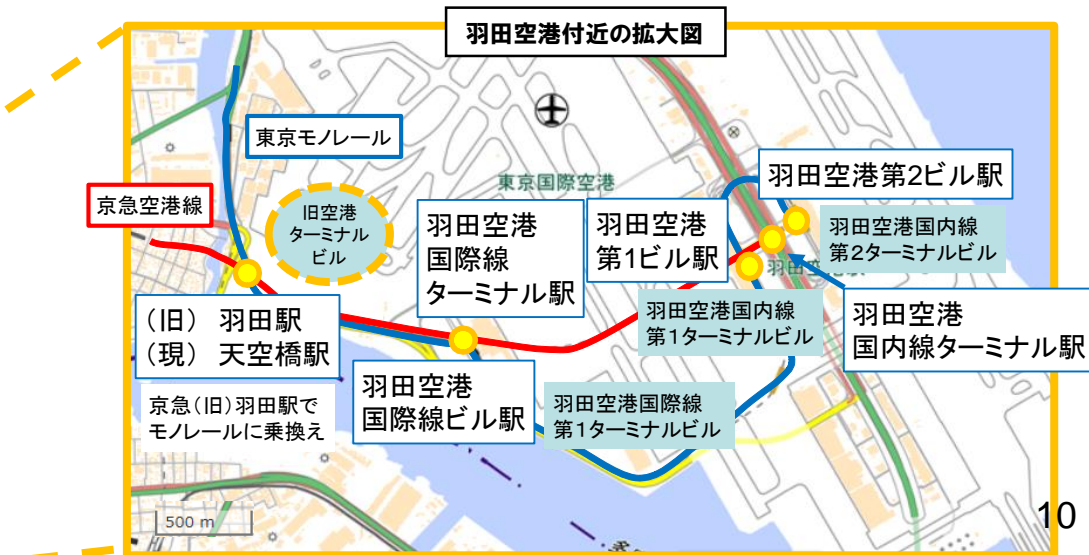 羽田空港付近の拡大図
東京モノレール
京急空港線
旧空港
ターミナル
ビル
東京国際空港
羽田空港
国際線
ターミナル駅
羽田空港
第1ビル駅
羽田空港第2ビル駅
羽田空港国内線
第2ターミナルビル
羽田空港国内線
第1ターミナルビル
羽田空港
国内線ターミナル駅
(旧) 羽田駅
(現) 天空橋駅
京急(旧)羽田駅で
モノレールに乗換え
羽田空港
国際線ビル駅
羽田空港国際線
第1ターミナルビル
500 m
10